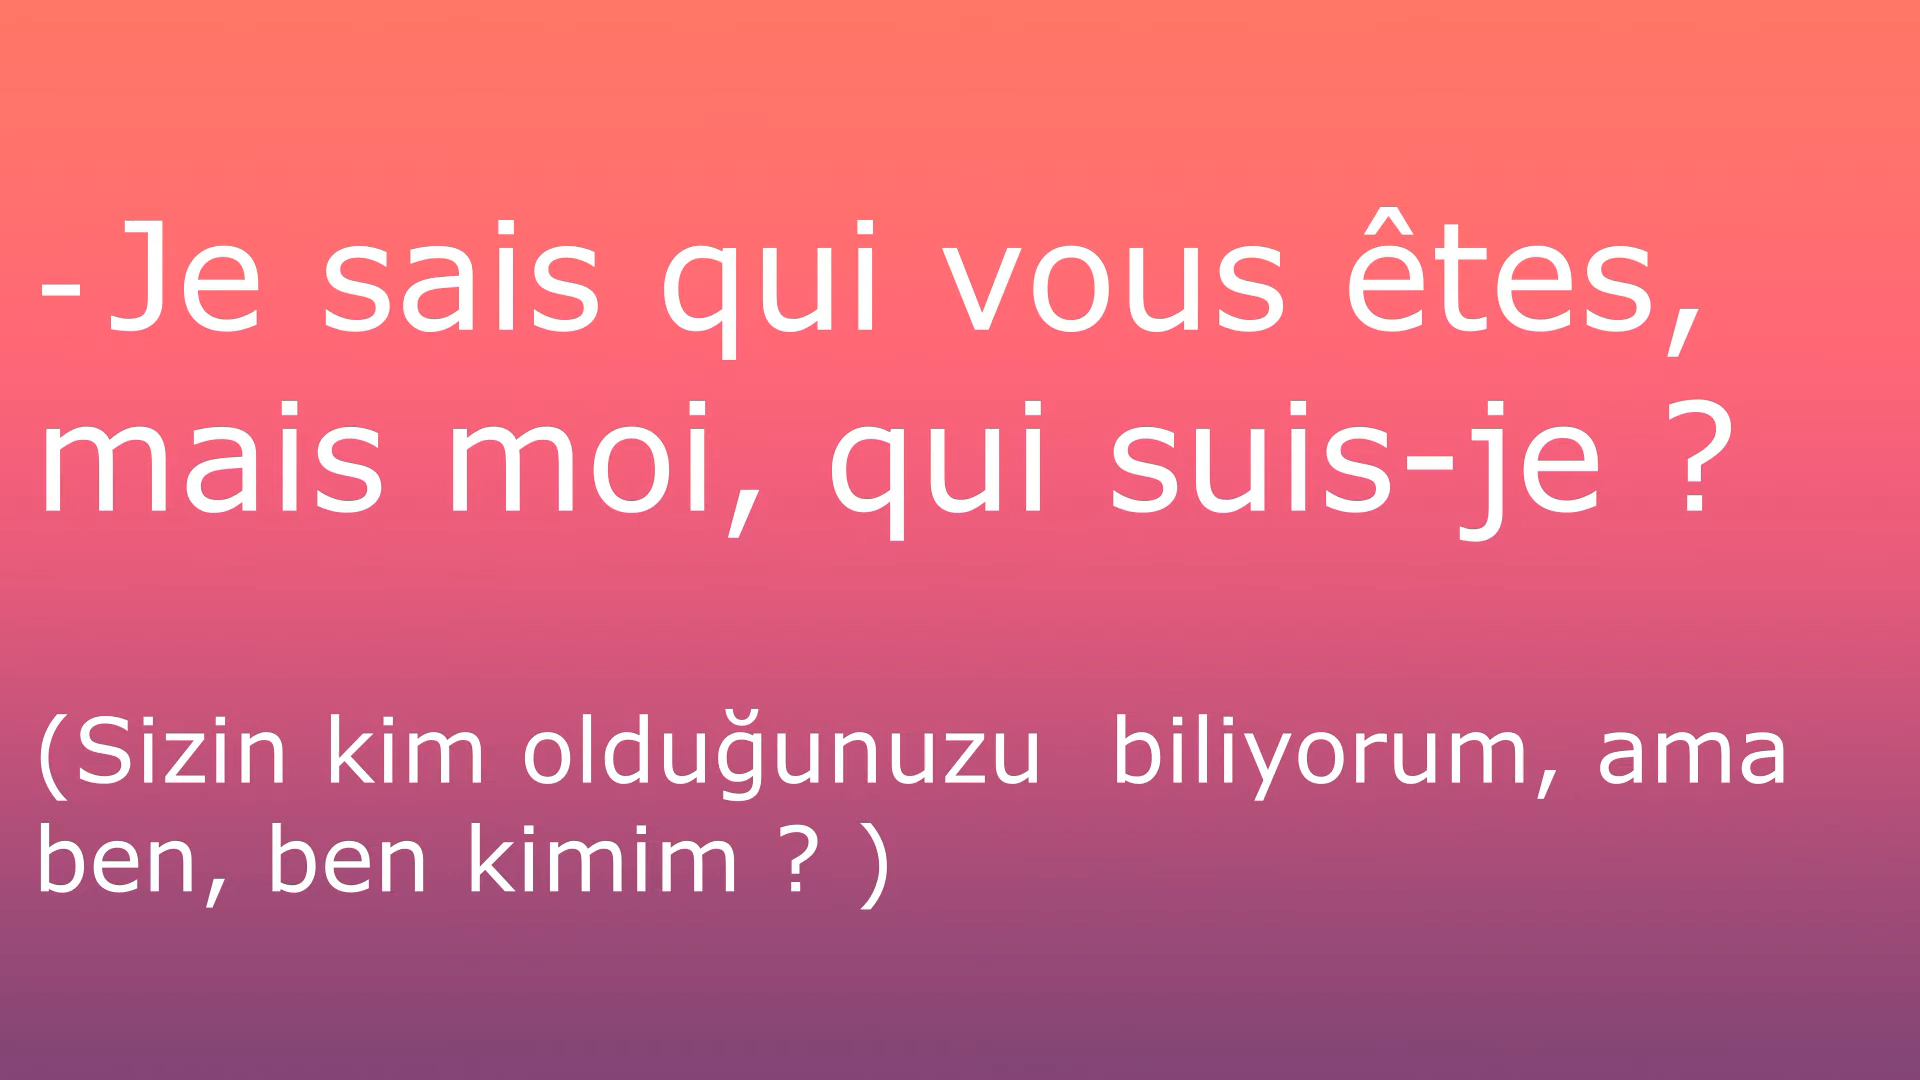 -Je sais qui vous êtes,
mais moi, qui suis-je ?
(Sizin kim olduğunuzu  biliyorum, ama
ben, ben kimim ? )